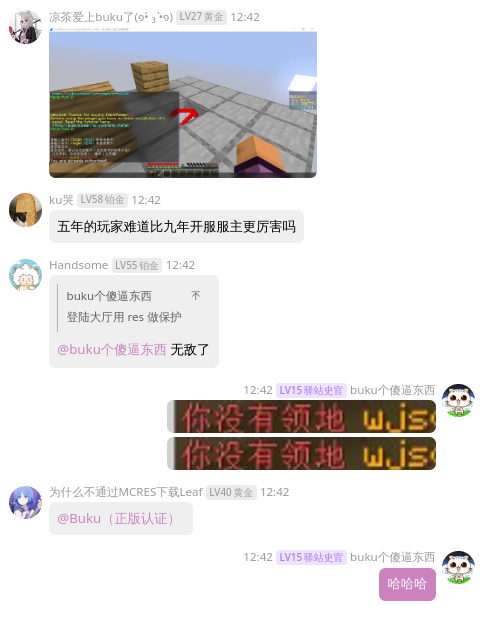 凉茶爱上buku了(ง•̀ ₃ •́ง) LV27 黄金 12:42
ku哭 LV58 铂金 12:42
五年的玩家难道比九年开服服主更厉害吗
Handsome LV55 铂金 12:42
buku个傻逼东西
登陆大厅用 res 做保护
@buku个傻逼东西 无敌了
12:42 LV15 驿站史官 buku个傻逼东西
你没有领地 wjs
你没有领地 wjs
为什么不通过MCRES下载Leaf LV40 黄金 12:42
@Buku（正版认证）
12:42 LV15 驿站史官 buku个傻逼东西
哈哈哈